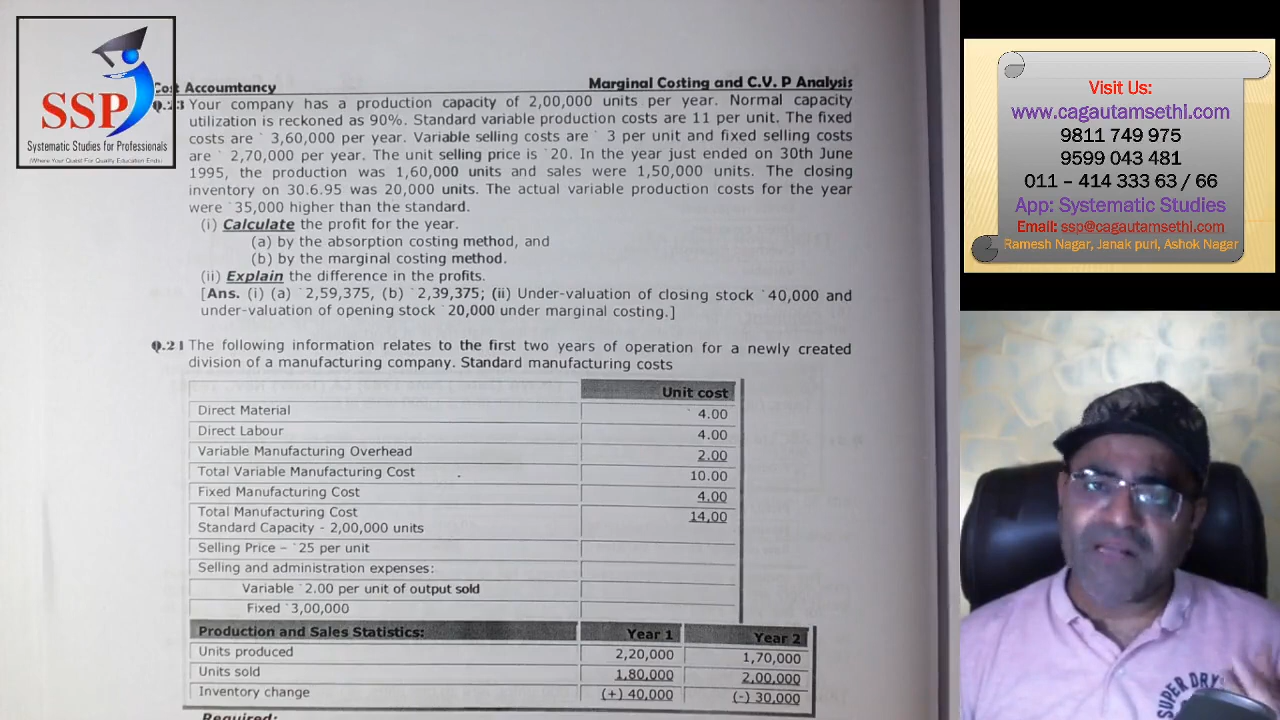 SSP
Systematic Studies for Professionals
(Where Your Quest For Quality Education Ends)
Cost Accoumtancy
Marginal Costing and C.V. P Analysis
Q.23 Your company has a production capacity of 2,00,000 units per year. Normal capacity
utilization is reckoned as 90%. Standard variable production costs are 11 per unit. The fixed
costs are ` 3,60,000 per year. Variable selling costs are ` 3 per unit and fixed selling costs
are ` 2,70,000 per year. The unit selling price is `20. In the year just ended on 30th June
1995, the production was 1,60,000 units and sales were 1,50,000 units. The closing
inventory on 30.6.95 was 20,000 units. The actual variable production costs for the year
were `35,000 higher than the standard.
(i) Calculate the profit for the year.
(a) by the absorption costing method, and
(b) by the marginal costing method.
(ii) Explain the difference in the profits.
[Ans. (i) (a) `2,59,375, (b) `2,39,375; (ii) Under-valuation of closing stock `40,000 and
under-valuation of opening stock `20,000 under marginal costing.]
Q.24 The following information relates to the first two years of operation for a newly created
division of a manufacturing company. Standard manufacturing costs
Unit cost
Direct Material ` 4.00
Direct Labour 4.00
Variable Manufacturing Overhead 2.00
Total Variable Manufacturing Cost 10.00
Fixed Manufacturing Cost 4.00
Total Manufacturing Cost 14,00
Standard Capacity - 2,00,000 units
Selling Price – `25 per unit
Selling and administration expenses:
Variable `2.00 per unit of output sold
Fixed `3,00,000
Production and Sales Statistics: Year 1 Year 2
Units produced 2,20,000 1,70,000
Units sold 1,80,000 2,00,000
Inventory change (+) 40,000 (-) 30,000
Required:
Visit Us:
www.cagautamsethi.com
9811 749 975
9599 043 481
011 – 414 333 63 / 66
App: Systematic Studies
Email: ssp@cagautamsethi.com
Ramesh Nagar, Janak puri, Ashok Nagar
SUPER DRY